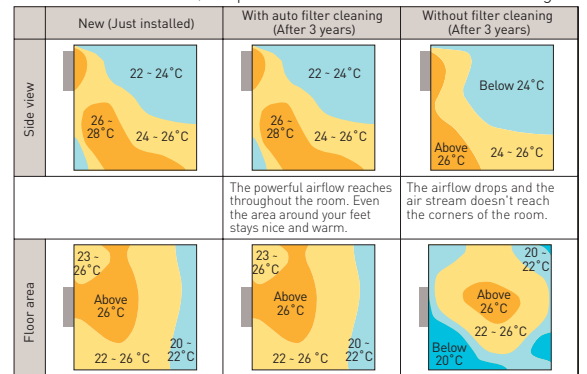 New (Just installed)
With auto filter cleaning
(After 3 years)
Without filter cleaning
(After 3 years)
Side view
22 - 24˚C
26 -
28˚C
24 - 26˚C
22 - 24˚C
26 -
28˚C
24 - 26˚C
Below 24˚C
Above
26˚C
24 - 26˚C
The powerful airflow reaches
throughout the room. Even
the area around your feet
stays nice and warm.
The airflow drops and the
air stream doesn't reach
the corners of the room.
Floor area
23 -
26˚C
Above
26˚C
22 - 26 ˚C
20 -
22˚C
23 -
26˚C
Above
26˚C
22 - 26 ˚C
20 -
22˚C
20 -
22˚C
Above
26˚C
22 - 26˚C
Below
20˚C